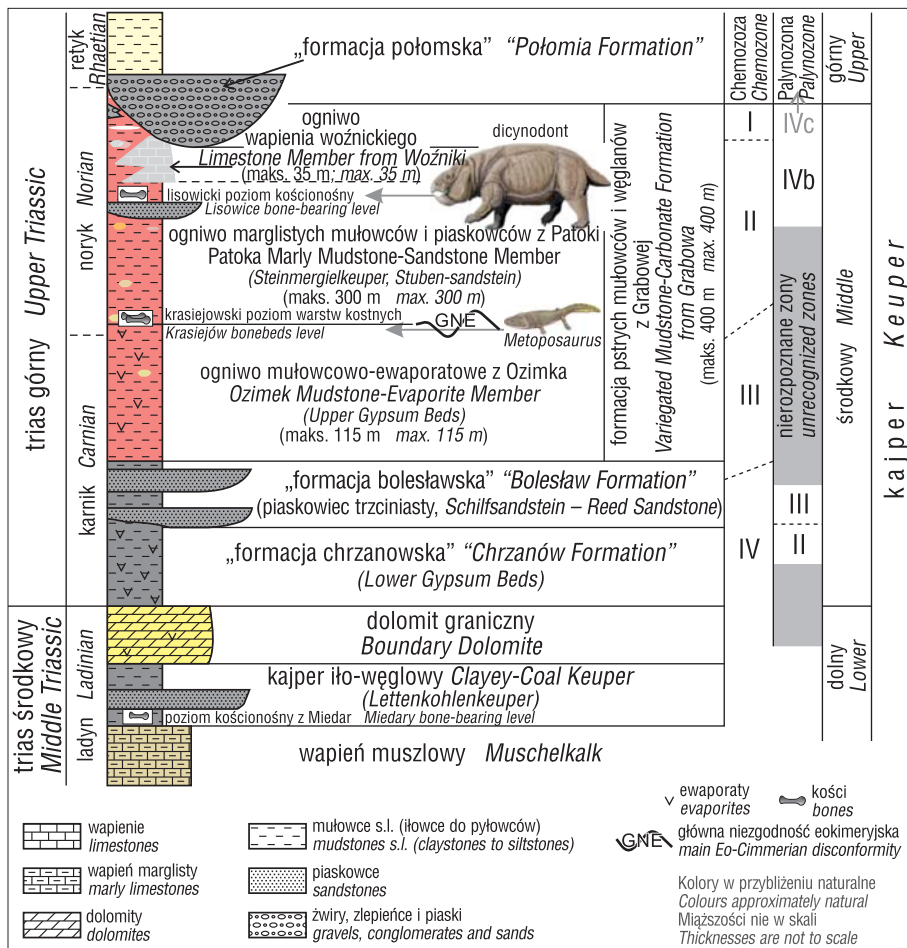 retyk
Rhaetian
„formacja połomska” “Połomia Formation”
Chemozoza
Chemozone
Palynozona
Palynozone
górny
Upper
trias górny Upper Triassic
noryk Norian
ogniwo
wapienia woźnickiego
Limestone Member from Woźniki
(maks. 35 m; max. 35 m)
dicynodont
lisowicki poziom kościonośny
Lisowice bone-bearing level
ogniwo marglistych mułowców i piaskowców z Patoki
Patoka Marly Mudstone-Sandstone Member
(Steinmergielkeuper, Stuben-sandstein)
(maks. 300 m max. 300 m)
krasiejowski poziom warstw kostnych
Krasiejów bonebeds level
GNE
Metoposaurus
karnik Carnian
ogniwo mułowcowo-ewaporatowe z Ozimka
Ozimek Mudstone-Evaporite Member
(Upper Gypsum Beds)
(maks. 115 m max. 115 m)
formacja pstrych mułowców i węglanów
z Grabowej
Variegated Mudstone-Carbonate Formation
from Grabowa
(maks. 400 m max. 400 m)
„formacja bolesławska” “Bolesław Formation”
(piaskowiec trzciniasty, Schilfsandstein – Reed Sandstone)
„formacja chrzanowska” “Chrzanów Formation”
(Lower Gypsum Beds)
I
II
III
IV
IVc
IVb
nierozpoznane zony
unrecognized zones
III
II
środkowy Middle
kajper Keuper
trias środkowy
Middle Triassic
ladyn Ladinian
dolomit graniczny
Boundary Dolomite
kajper iło-węglowy Clayey-Coal Keuper
(Lettenkohlenkeuper)
poziom kościonośny z Miedar Miedary bone-bearing level
dolny
Lower
wapień muszlowy Muschelkalk
wapienie
limestones
wapień marglisty
marly limestones
dolomity
dolomites
mułowce s.l. (iłowce do pyłowców)
mudstones s.l. (claystones to siltstones)
piaskowce
sandstones
żwiry, zlepieńce i piaski
gravels, conglomerates and sands
ewaporaty
evaporites
kości
bones
GNE
główna niezgodność eokimeryjska
main Eo-Cimmerian disconformity
Kolory w przybliżeniu naturalne
Colours approximately natural
Miąższości nie w skali
Thicknesses are not to scale